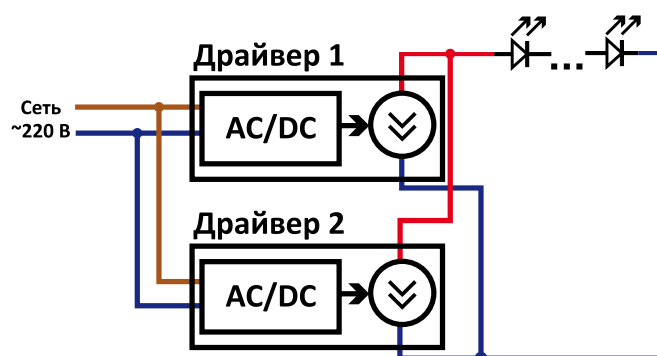 Драйвер 1
Сеть
~220 В
AC/DC
Драйвер 2
AC/DC